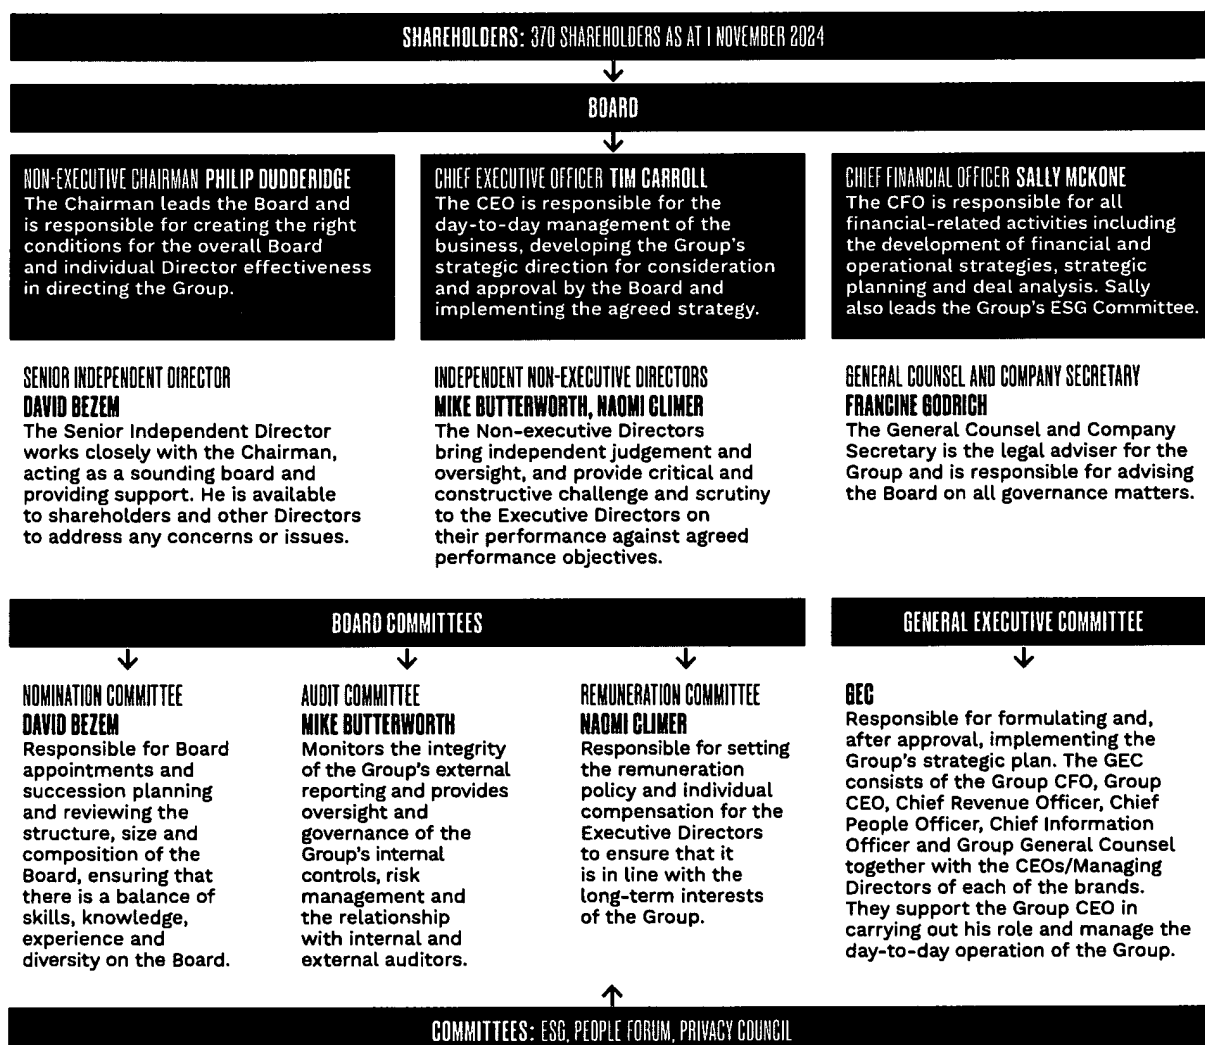 SHAREHOLDERS: 370 SHAREHOLDERS AS AT 1 NOVEMBER 2024
BOARD
NON-EXECUTIVE CHAIRMAN PHILIP DUDDERIDGE
The Chairman leads the Board and
is responsible for creating the right
conditions for the overall Board
and individual Director effectiveness
in directing the Group.
CHIEF EXECUTIVE OFFICER TIM CARROLL
The CEO is responsible for the
day-to-day management of the
business, developing the Group's
strategic direction for consideration
and approval by the Board and
implementing the agreed strategy.
CHIEF FINANCIAL OFFICER SALLY MCKONE
The CFO is responsible for all
financial-related activities including
the development of financial and
operational strategies, strategic
planning and deal analysis. Sally
also leads the Group's ESG Committee.
SENIOR INDEPENDENT DIRECTOR
DAVID BEZEM
The Senior Independent Director
works closely with the Chairman,
acting as a sounding board and
providing support. He is available
to shareholders and other Directors
to address any concerns or issues.
INDEPENDENT NON-EXECUTIVE DIRECTORS
MIKE BUTTERWORTH, NAOMI CLIMER
The Non-executive Directors
bring independent judgement and
oversight, and provide critical and
constructive challenge and scrutiny
to the Executive Directors on
their performance against agreed
performance objectives.
GENERAL COUNSEL AND COMPANY SECRETARY
FRANCINE GODRICH
The General Counsel and Company
Secretary is the legal adviser for the
Group and is responsible for advising
the Board on all governance matters.
BOARD COMMITTEES
NOMINATION COMMITTEE
DAVID BEZEM
Responsible for Board
appointments and
succession planning
and reviewing the
structure, size and
composition of the
Board, ensuring that
there is a balance of
skills, knowledge,
experience and
diversity on the Board.
AUDIT COMMITTEE
MIKE BUTTERWORTH
Monitors the integrity
of the Group's external
reporting and provides
oversight and
governance of the
Group's internal
controls, risk
management and
the relationship
with internal and
external auditors.
REMUNERATION COMMITTEE
NAOMI CLIMER
Responsible for setting
the remuneration
policy and individual
compensation for the
Executive Directors
to ensure that it
is in line with the
long-term interests
of the Group.
GENERAL EXECUTIVE COMMITTEE
GEC
Responsible for formulating and,
after approval, implementing the
Group's strategic plan. The GEC
consists of the Group CFO, Group
CEO, Chief Revenue Officer, Chief
People Officer, Chief Information
Officer and Group General Counsel
together with the CEOs/Managing
Directors of each of the brands.
They support the Group CEO in
carrying out his role and manage the
day-to-day operation of the Group.
COMMITTEES: ESG, PEOPLE FORUM, PRIVACY COUNCIL